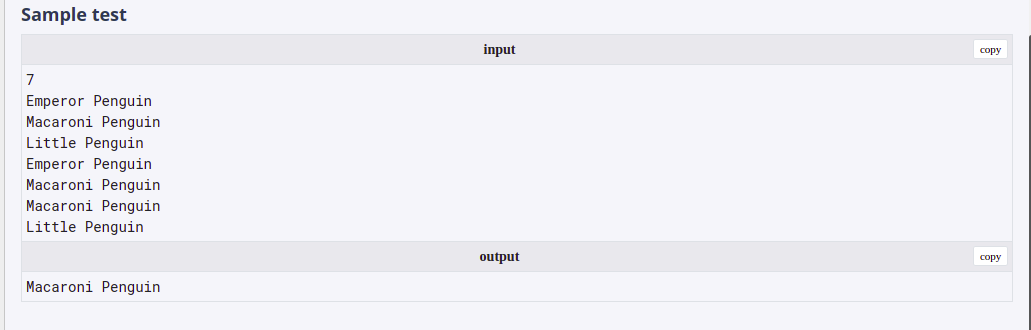 Sample test
input
copy
7
Emperor Penguin
Macaroni Penguin
Little Penguin
Emperor Penguin
Macaroni Penguin
Macaroni Penguin
Little Penguin
output
copy
Macaroni Penguin